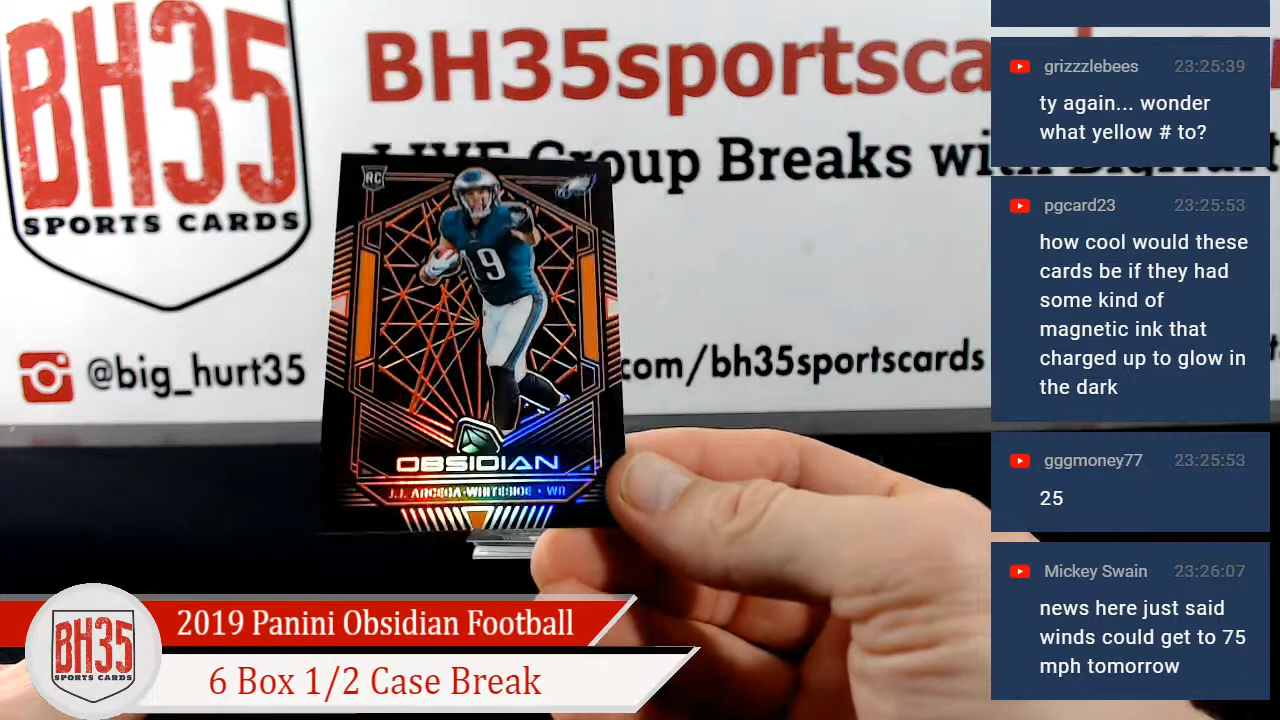 BH35
SPORTS CARDS
BH35sportsca
LIVE Group Breaks with
@big_hurt35
.com/bh35sportscards
RC
19
OBSIDIAN
J.J. ARCEGA-WHITESIDE • WR
BH35
SPORTS CARDS
2019 Panini Obsidian Football
6 Box 1/2 Case Break
grizzzlebees 23:25:39
ty again... wonder
what yellow # to?
pgcard23 23:25:53
how cool would these
cards be if they had
some kind of
magnetic ink that
charged up to glow in
the dark
gggmoney77 23:25:53
25
Mickey Swain 23:26:07
news here just said
winds could get to 75
mph tomorrow